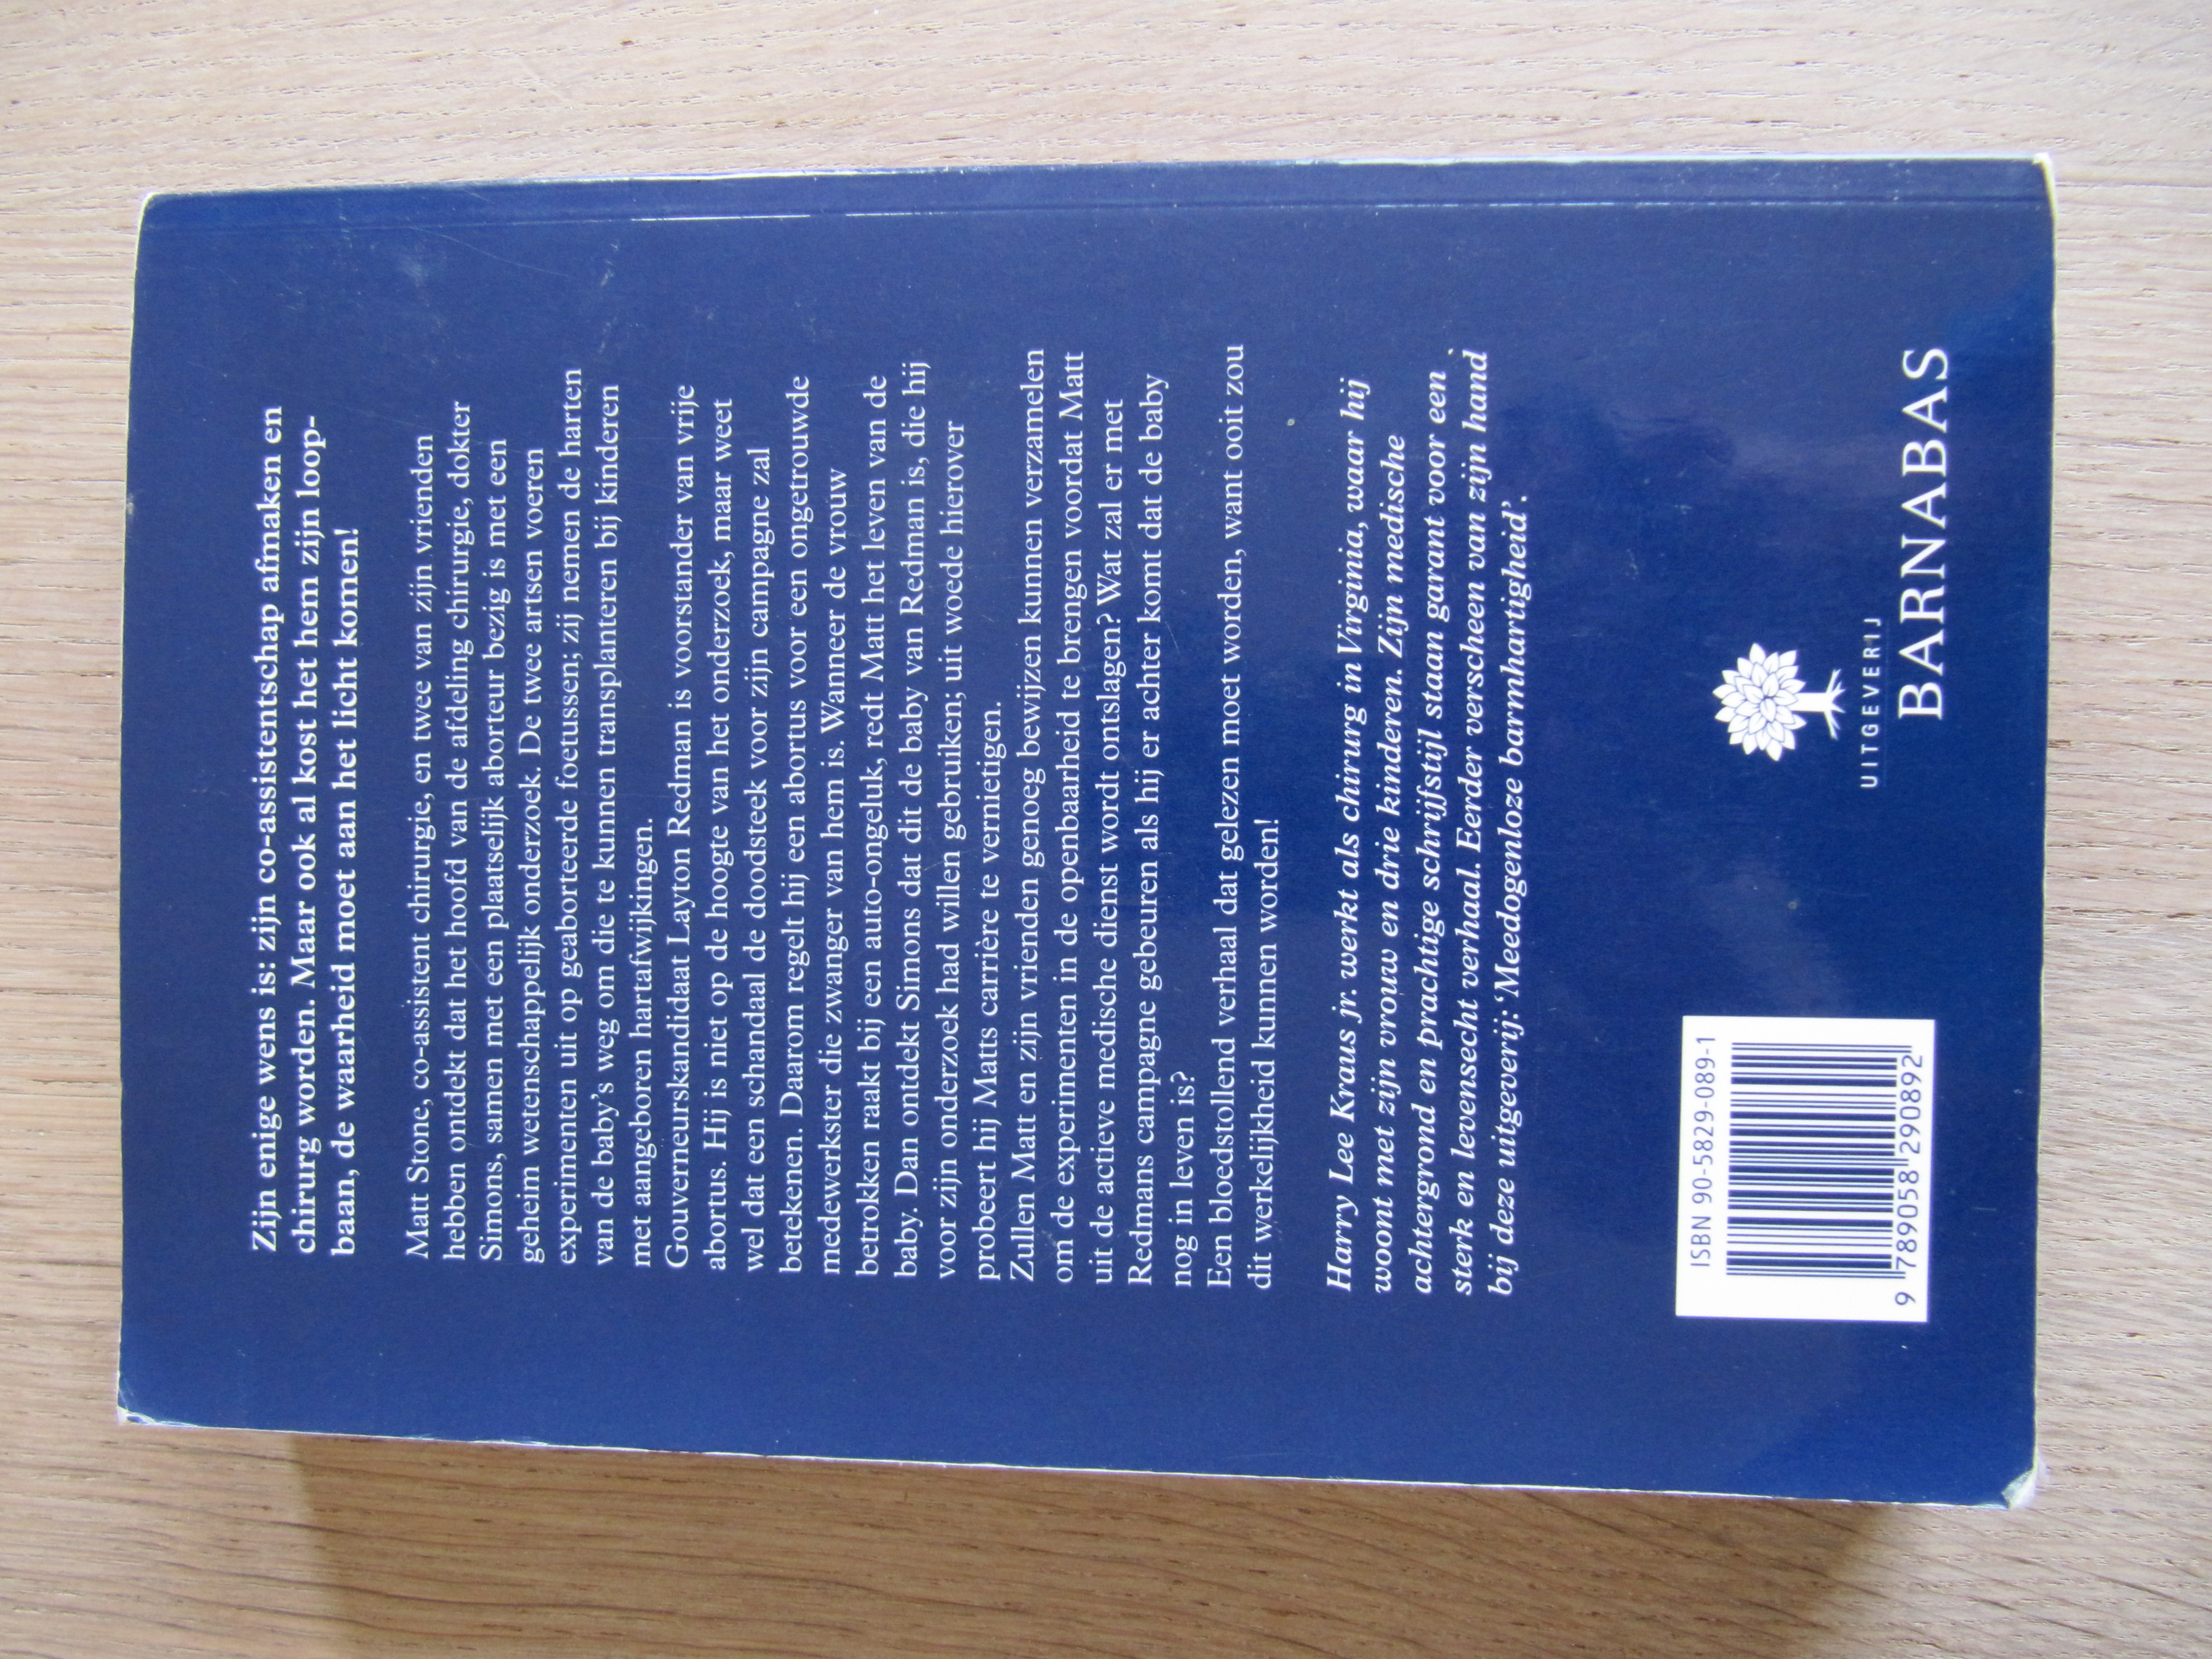 Zijn enige wens is: zijn co-assistentschap afmaken en
chirurg worden. Maar ook al kost het hem zijn loop-
baan, de waarheid moet aan het licht komen!
Matt Stone, co-assistent chirurgie, en twee van zijn vrienden
hebben ontdekt dat het hoofd van de afdeling chirurgie, dokter
Simons, samen met een plaatselijk aborteur bezig is met een
geheim wetenschappelijk onderzoek. De twee artsen voeren
experimenten uit op geaborteerde foetussen; zij nemen de harten
van de baby's weg om die te kunnen transplanteren bij kinderen
met aangeboren hartafwijkingen.
Gouverneurskandidaat Layton Redman is voorstander van vrije
abortus. Hij is niet op de hoogte van het onderzoek, maar weet
wel dat een schandaal de doodsteek voor zijn campagne zal
betekenen. Daarom regelt hij een abortus voor een ongetrouwde
medewerkster die zwanger van hem is. Wanneer de vrouw
betrokken raakt bij een auto-ongeluk, redt Matt het leven van de
baby. Dan ontdekt Simons dat dit de baby van Redman is, die hij
voor zijn onderzoek had willen gebruiken; uit woede hierover
probeert hij Matts carrière te vernietigen.
Zullen Matt en zijn vrienden genoeg bewijzen kunnen verzamelen
om de experimenten in de openbaarheid te brengen voordat Matt
uit de actieve medische dienst wordt ontslagen? Wat zal er met
Redmans campagne gebeuren als hij er achter komt dat de baby
nog in leven is?
Een bloedstollend verhaal dat gelezen moet worden, want ooit zou
dit werkelijkheid kunnen worden!
Harry Lee Kraus jr. werkt als chirurg in Virginia, waar hij
woont met zijn vrouw en drie kinderen. Zijn medische
achtergrond en prachtige schrijfstijl staan garant voor een
sterk en levensecht verhaal. Eerder verscheen van zijn hand
bij deze uitgeverij: 'Meedogenloze barmhartigheid'.
ISBN 90-5829-089-1
9 789058 290892
UITGEVERIJ
BARNABAS